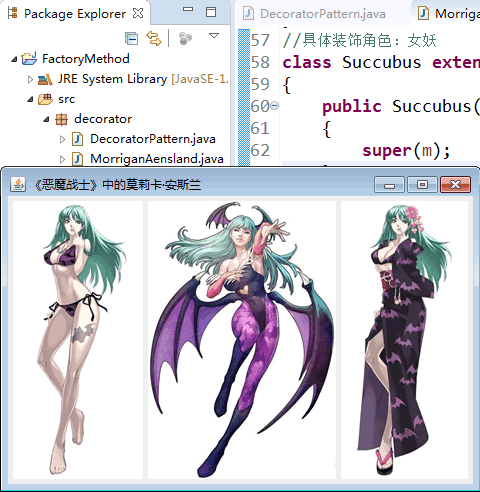 Package Explorer
DecoratorPattern.java
Morrigan
FactoryMethod
JRE System Library [JavaSE-1.
src
decorator
DecoratorPattern.java
MorriganAensland.java
57 //具体装饰角色：女妖
58 class Succubus exten
59 {
60 public Succubus(
61 {
62 super(m);
《恶魔战士》中的莫莉卡·安斯兰